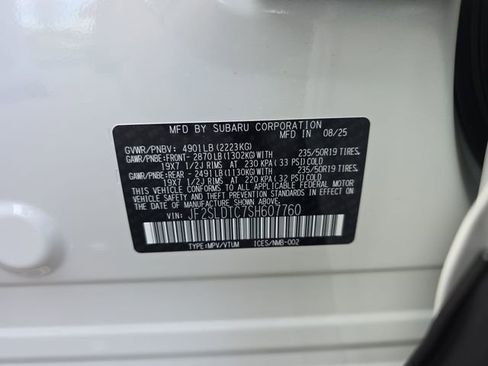 MFD BY SUBARU CORPORATION IN 08/25
GVWR/PNBV: 4901LB(2223KG)
GAWR/PNBE:FRONT- 2870LB(1302KG)WITH 235/50R19 TIRES,
19X7 1/2J RIMS AT 230 KPA(33 PSI)COLD
GAWR/PNBE:REAR - 2491LB(1130KG)WITH 235/50R19 TIRES,
19X7 1/2J RIMS AT 220 KPA(32 PSI)COLD
THIS VEHICLE CONFORMS TO ALL APPLICABLE FEDERAL MOTOR
VEHICLE SAFETY, BUMPER, AND THEFT PREVENTION STANDARDS IN
EFFECT ON THE DATE OF MANUFACTURE SHOWN ABOVE.
VIN: JF2SLDTC7SH607760
TYPE:MPV/VTUM ICES/NMB-002